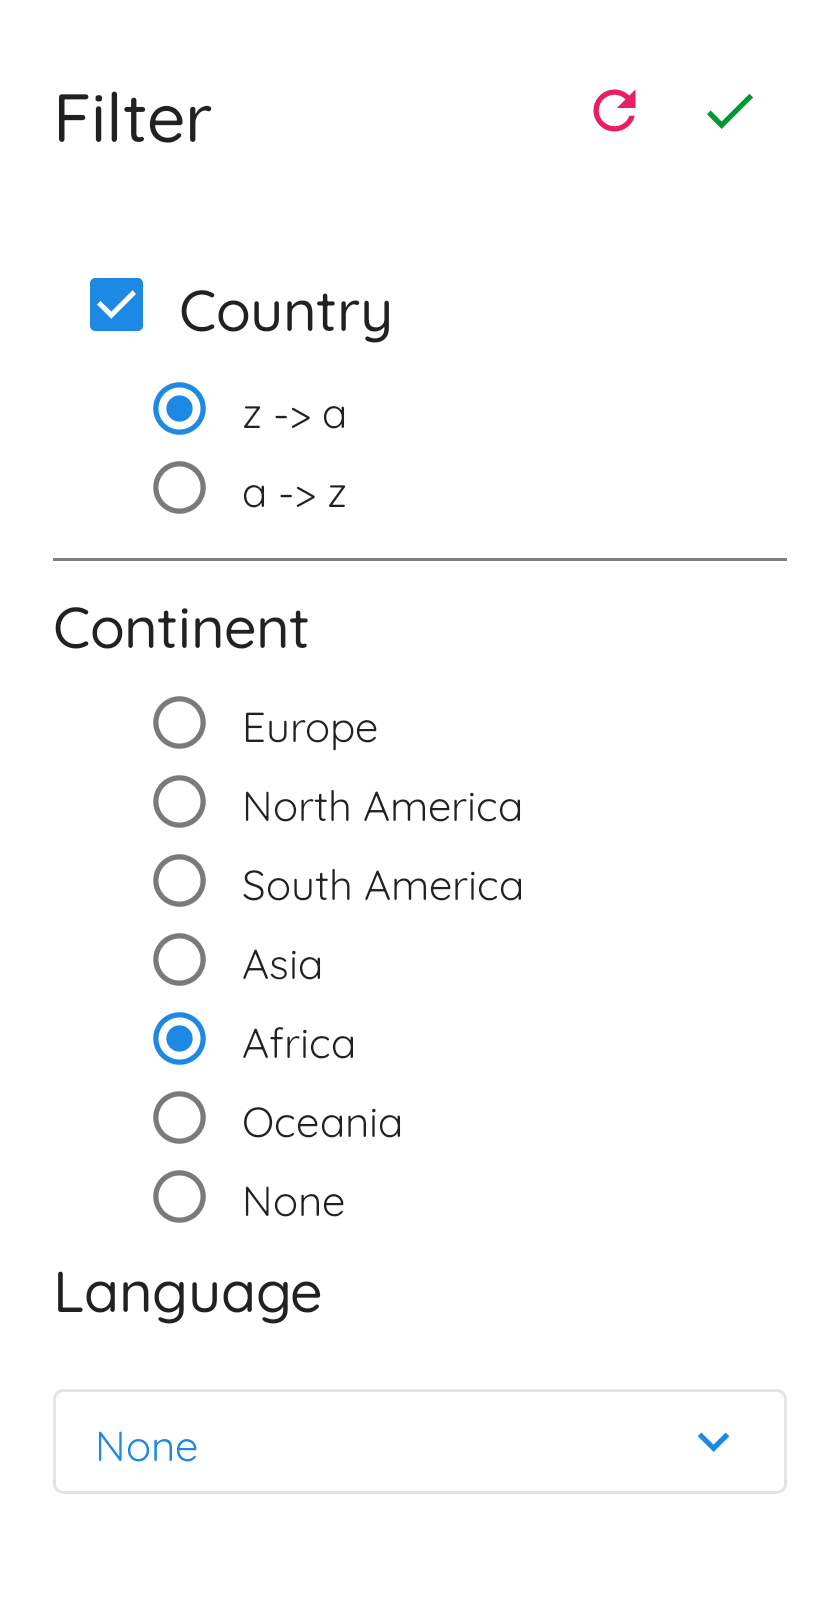 Filter
Country
z -> a
a -> z
Continent
Europe
North America
South America
Asia
Africa
Oceania
None
Language
None